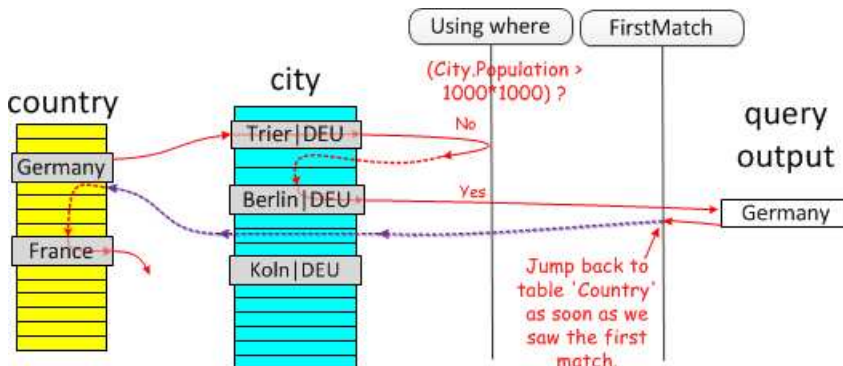 Using where
FirstMatch
(City.Population >
1000*1000) ?
country
city
query
output
No
Trier|DEU
Germany
Berlin|DEU
Yes
Germany
France
Koln|DEU
Jump back to
table 'Country'
as soon as we
saw the first
match.